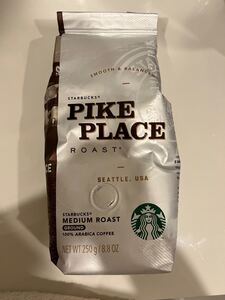 SMOOTH & BALANCED
STARBUCKS®
PIKE
PLACE
ROAST®
SEATTLE, USA
STARBUCKS®
MEDIUM ROAST
GROUND
100% ARABICA COFFEE
NET WT 250 g / 8.8 OZ